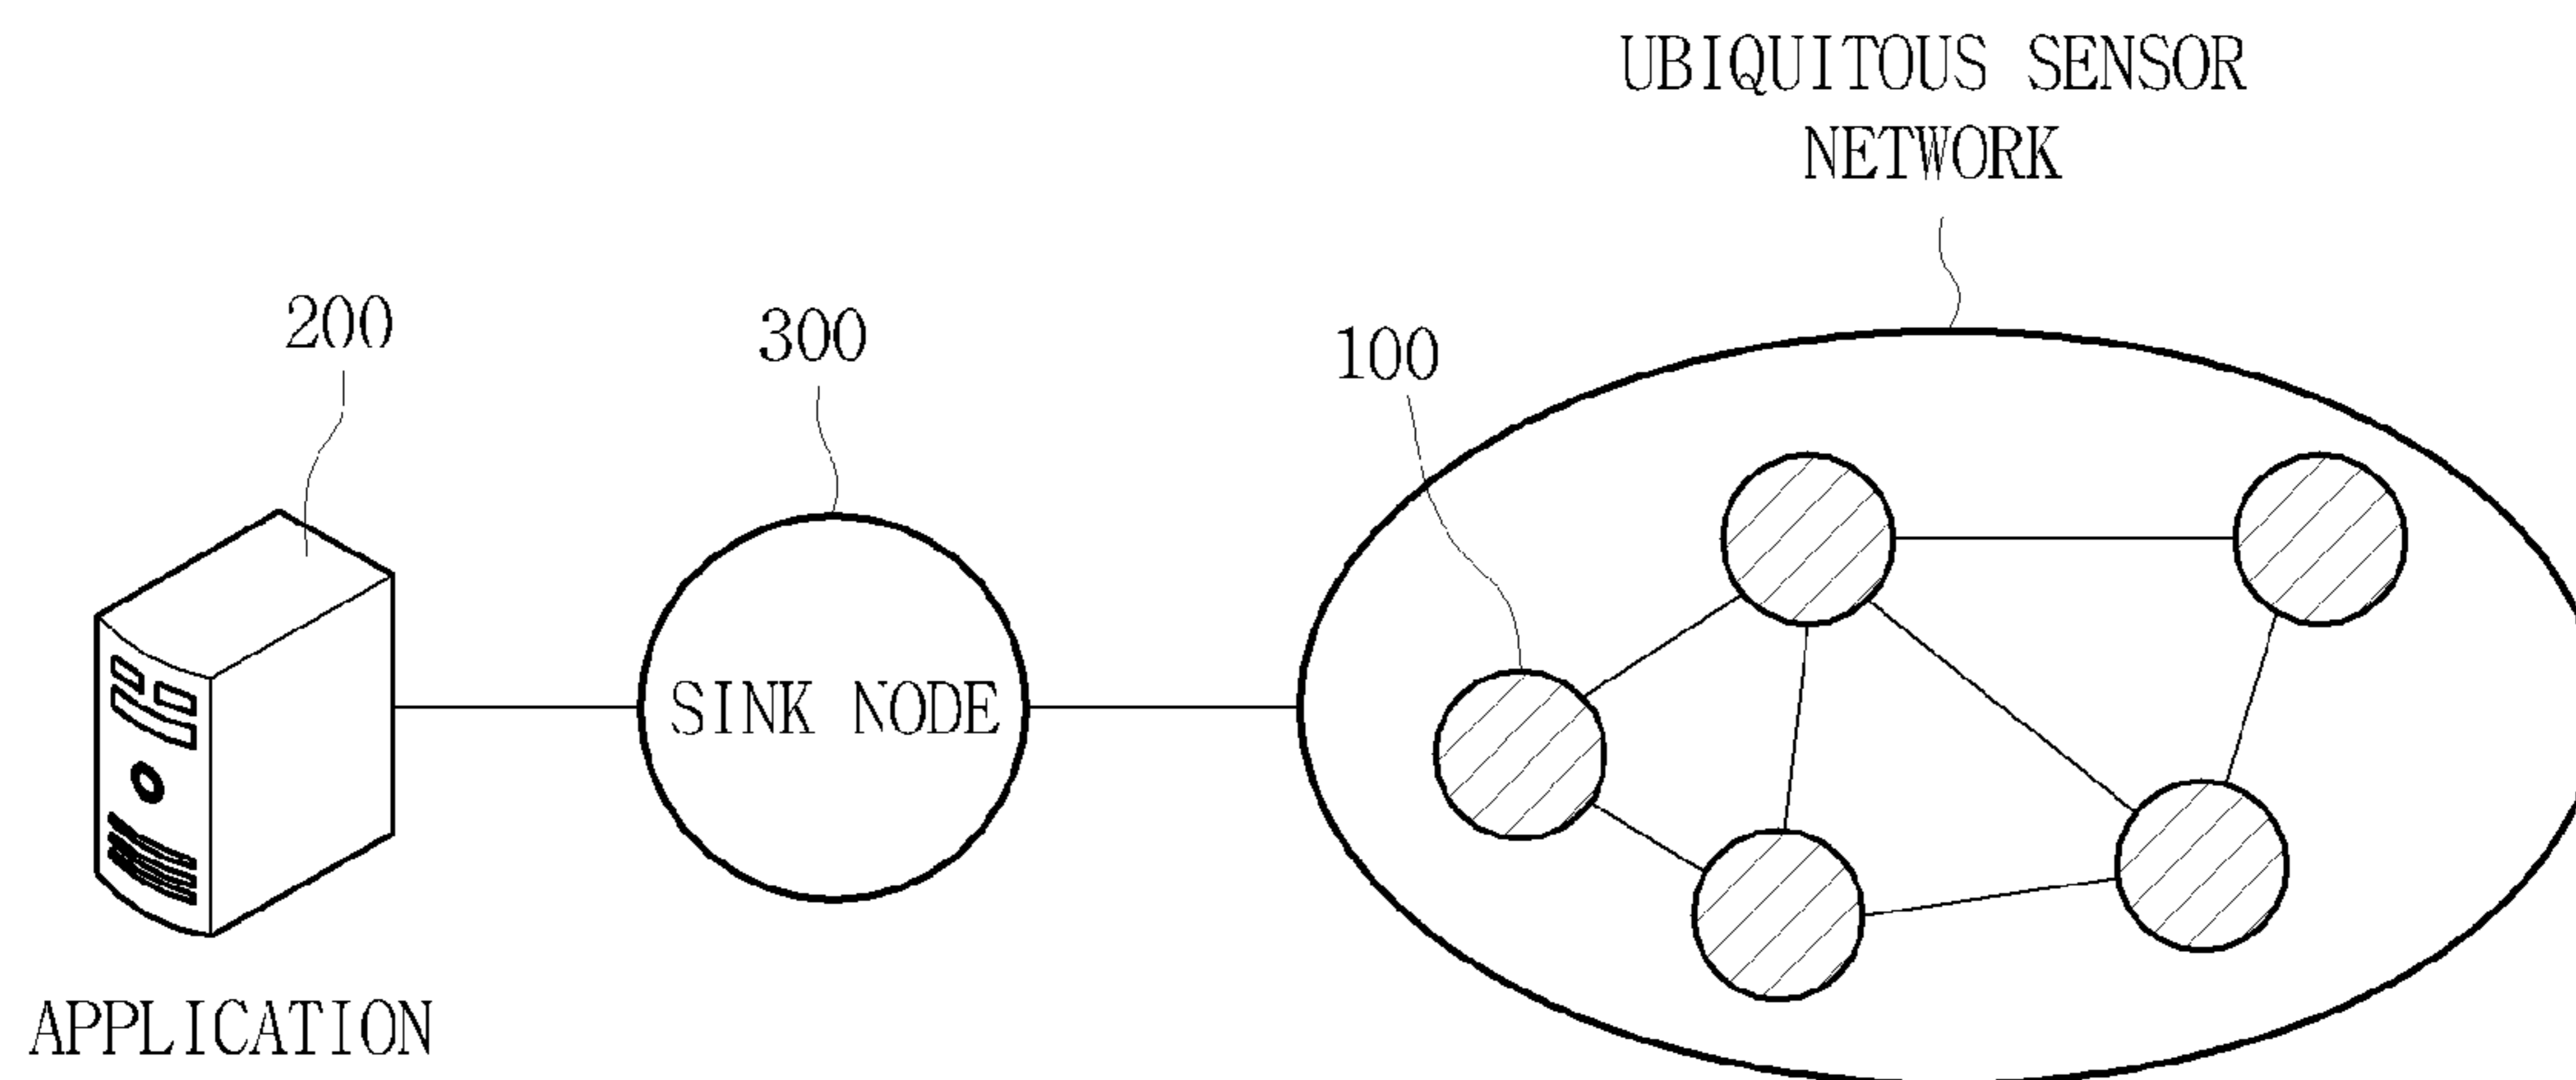 UBIQUITOUS SENSOR
NETWORK
200
300
100
SINK NODE
APPLICATION